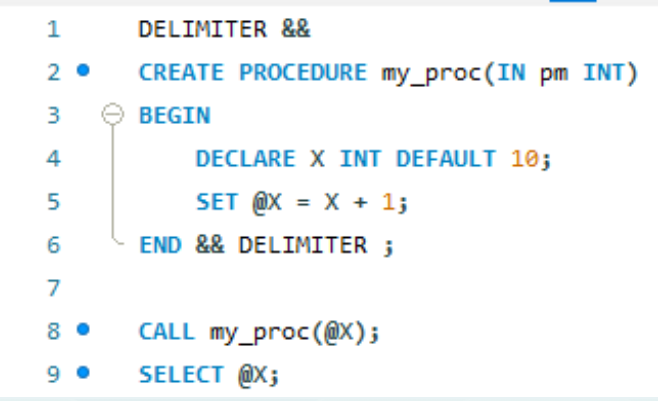 1 DELIMITER &&
2 CREATE PROCEDURE my_proc(IN pm INT)
3 BEGIN
4 DECLARE X INT DEFAULT 10;
5 SET @X = X + 1;
6 END && DELIMITER ;
7
8 CALL my_proc(@X);
9 SELECT @X;